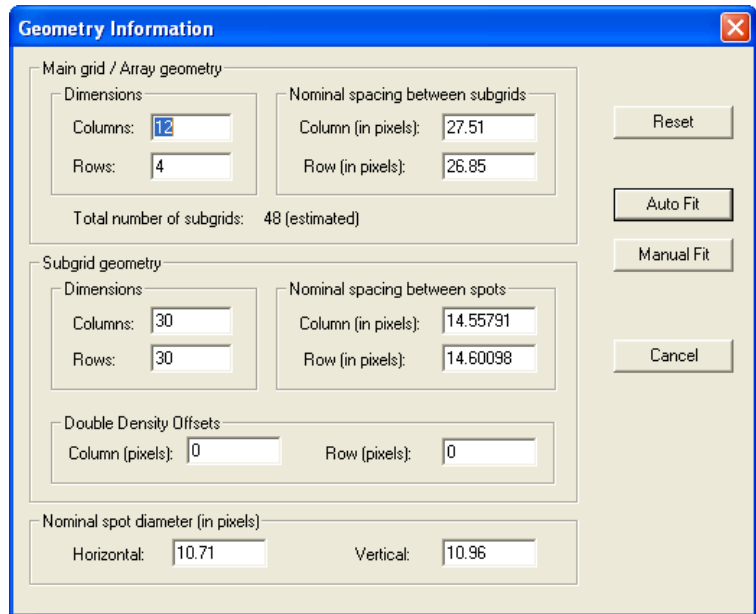 Geometry Information
Main grid / Array geometry
Dimensions
Columns: 12
Rows: 4
Nominal spacing between subgrids
Column (in pixels): 27.51
Row (in pixels): 26.85
Total number of subgrids: 48 (estimated)
Subgrid geometry
Dimensions
Columns: 30
Rows: 30
Nominal spacing between spots
Column (in pixels): 14.55791
Row (in pixels): 14.60098
Double Density Offsets
Column (pixels): 0
Row (pixels): 0
Nominal spot diameter (in pixels)
Horizontal: 10.71
Vertical: 10.96
Reset
Auto Fit
Manual Fit
Cancel